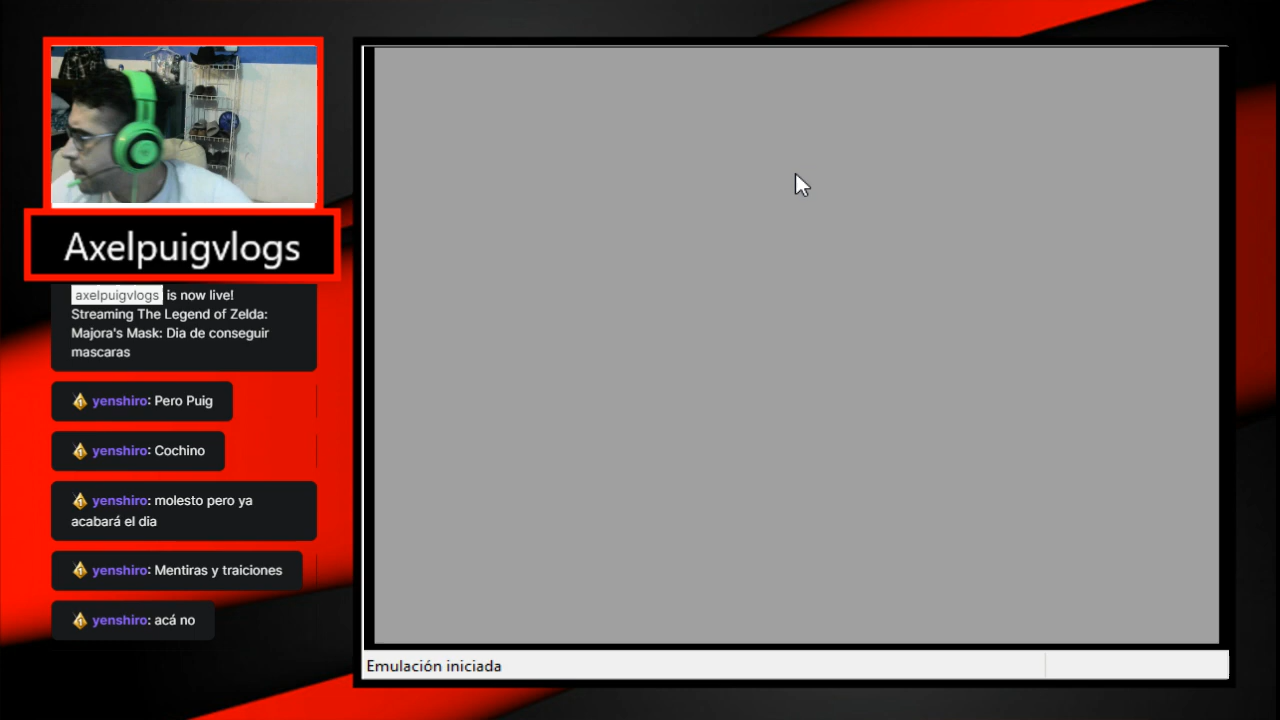 Axelpuigvlogs
axelpuigvlogs is now live!
Streaming The Legend of Zelda:
Majora's Mask: Dia de conseguir
mascaras
yenshiro: Pero Puig
yenshiro: Cochino
yenshiro: molesto pero ya
acabará el dia
yenshiro: Mentiras y traiciones
yenshiro: acá no
Emulación iniciada